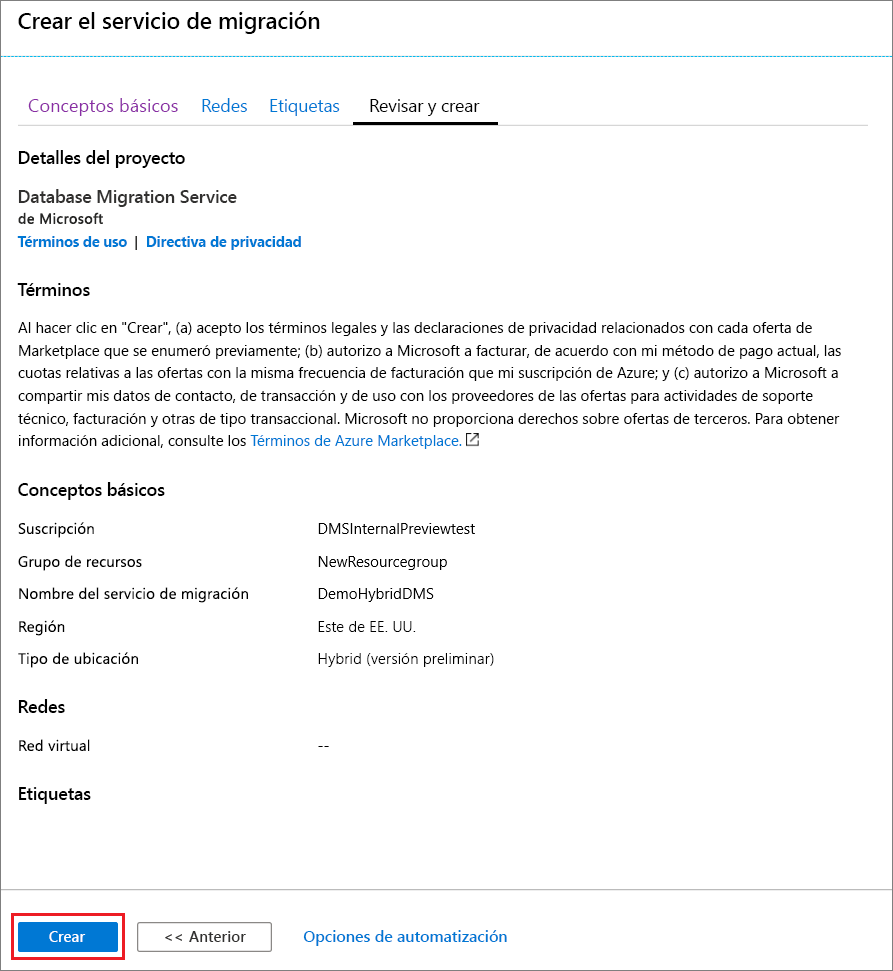 Crear el servicio de migración
Conceptos básicos Redes Etiquetas Revisar y crear
Detalles del proyecto
Database Migration Service
de Microsoft
Términos de uso | Directiva de privacidad
Términos
Al hacer clic en "Crear", (a) acepto los términos legales y las declaraciones de privacidad relacionados con cada oferta de
Marketplace que se enumeró previamente; (b) autorizo a Microsoft a facturar, de acuerdo con mi método de pago actual, las
cuotas relativas a las ofertas con la misma frecuencia de facturación que mi suscripción de Azure; y (c) autorizo a Microsoft a
compartir mis datos de contacto, de transacción y de uso con los proveedores de las ofertas para actividades de soporte
técnico, facturación y otras de tipo transaccional. Microsoft no proporciona derechos sobre ofertas de terceros. Para obtener
información adicional, consulte los Términos de Azure Marketplace.
Conceptos básicos
Suscripción DMSInternalPreviewtest
Grupo de recursos NewResourcegroup
Nombre del servicio de migración DemoHybridDMS
Región Este de EE. UU.
Tipo de ubicación Hybrid (versión preliminar)
Redes
Red virtual --
Etiquetas
Crear << Anterior Opciones de automatización